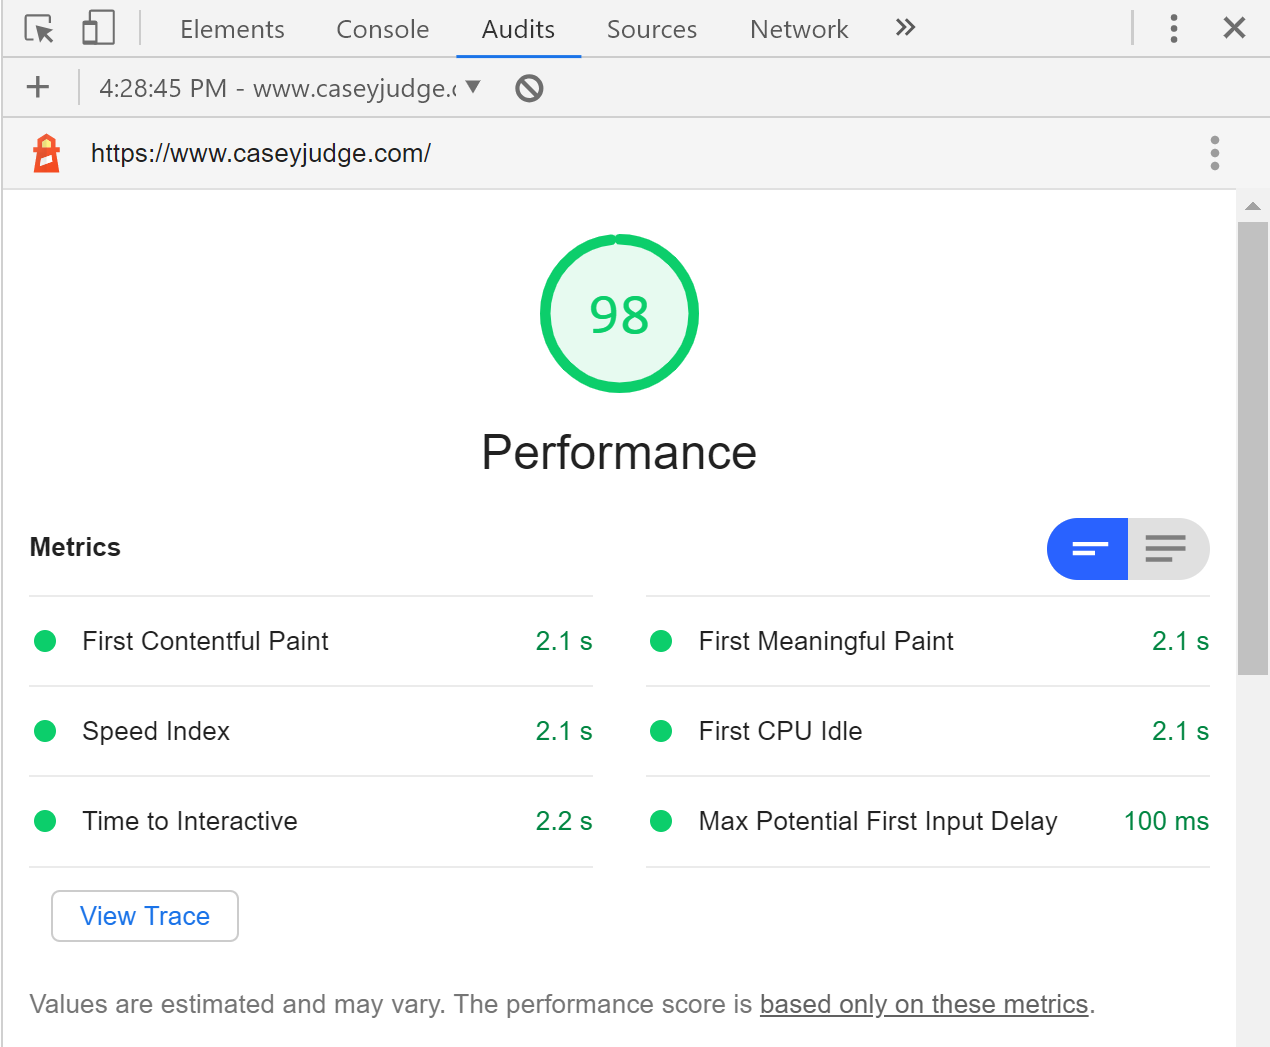 Elements Console Audits Sources Network »
+ 4:28:45 PM - www.caseyjudge.c
https://www.caseyjudge.com/
98
Performance
Metrics
First Contentful Paint 2.1 s
First Meaningful Paint 2.1 s
Speed Index 2.1 s
First CPU Idle 2.1 s
Time to Interactive 2.2 s
Max Potential First Input Delay 100 ms
View Trace
Values are estimated and may vary. The performance score is based only on these metrics.